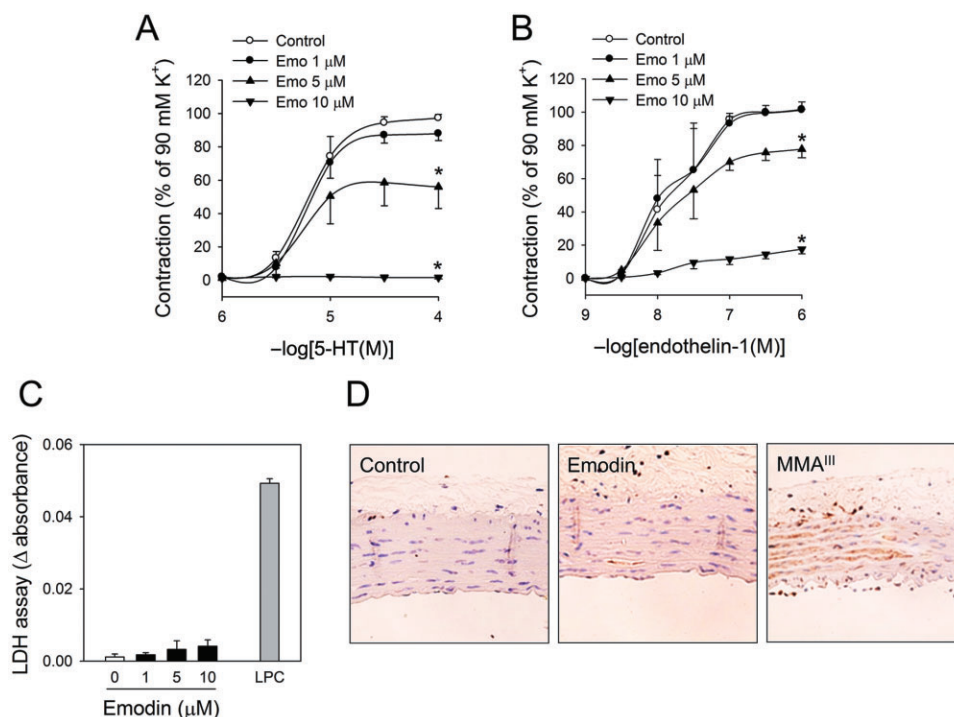 A
Control
Emo 1 μM
Emo 5 μM
Emo 10 μM
Contraction (% of 90 mM K⁺)
120
100
80
60
40
20
0
*
*
6 5 4
–log[5-HT(M)]
B
Control
Emo 1 μM
Emo 5 μM
Emo 10 μM
Contraction (% of 90 mM K⁺)
120
100
80
60
40
20
0
*
*
9 8 7 6
–log[endothelin-1(M)]
C
LDH assay (Δ absorbance)
0.06
0.04
0.02
0.00
0 1 5 10 LPC
Emodin (μM)
D
Control
Emodin
MMAᴵᴵᴵ